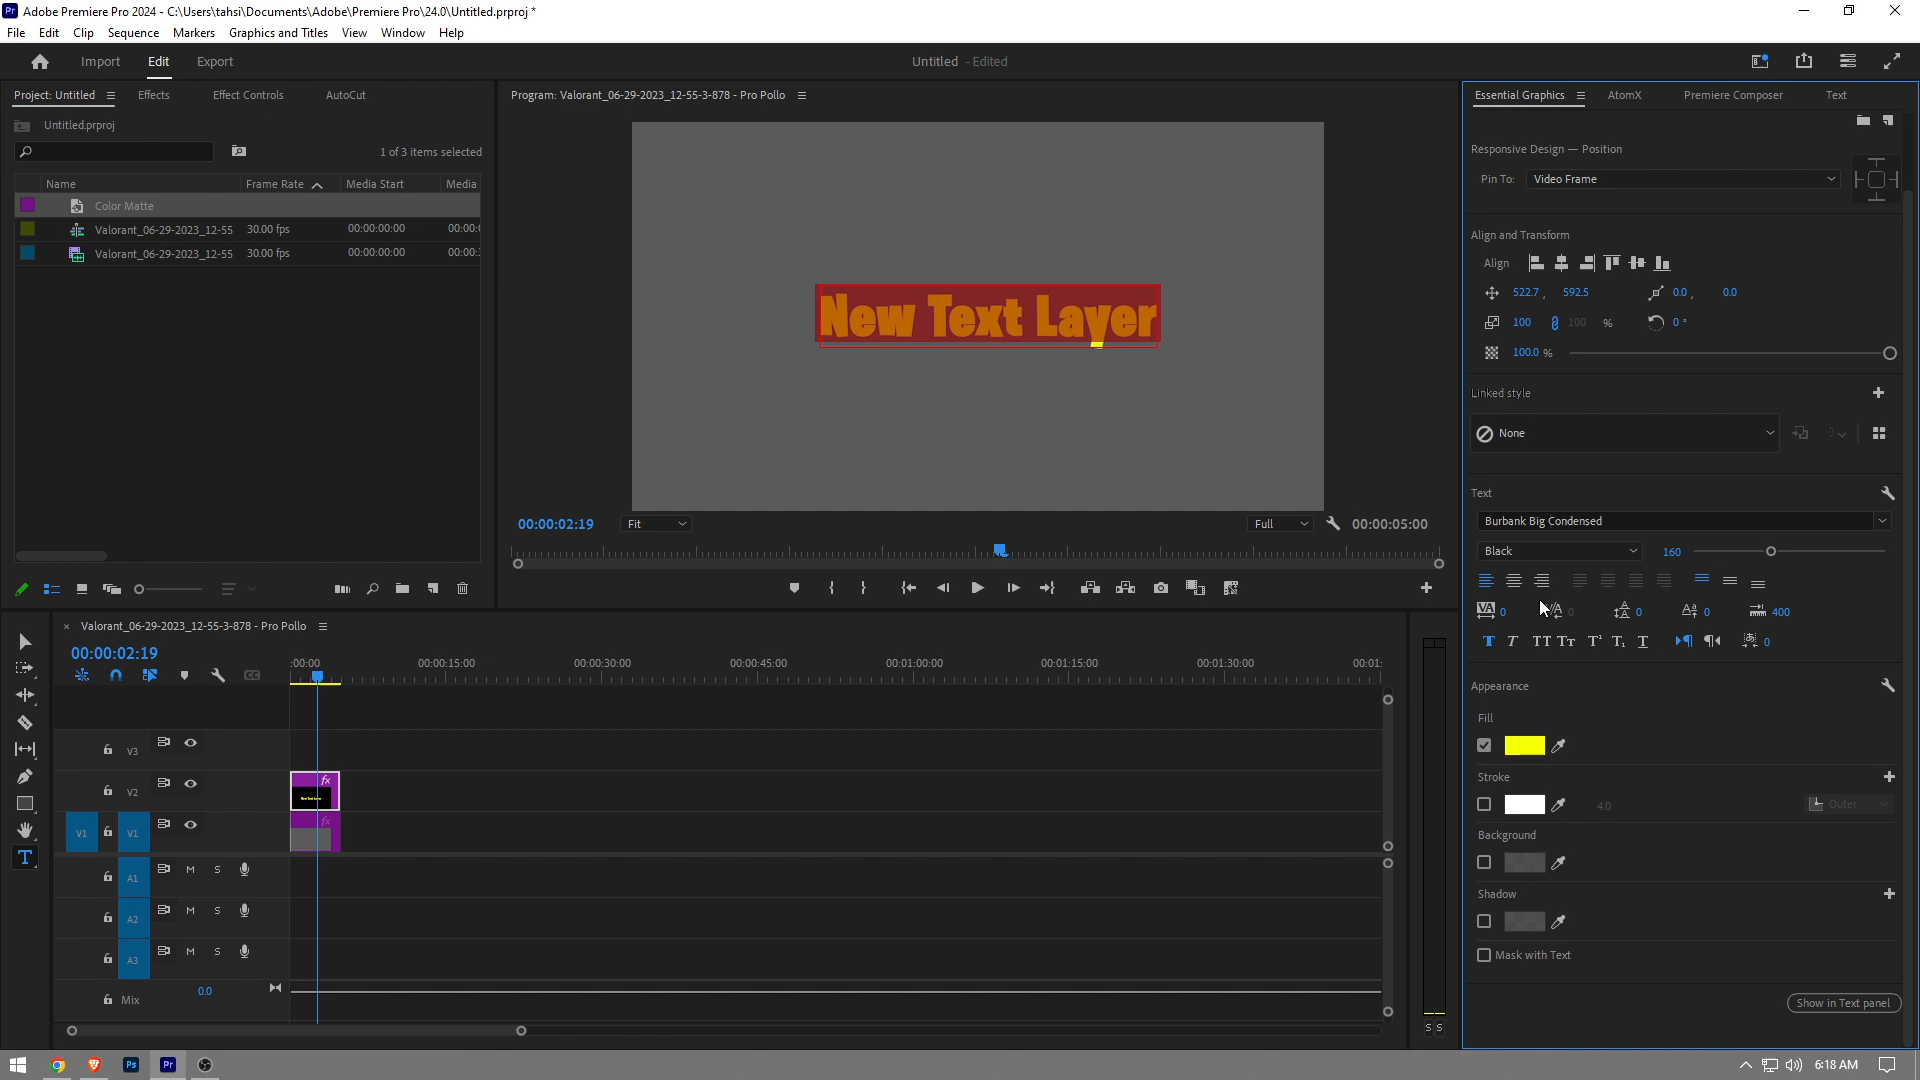 Adobe Premiere Pro 2024 - C:\Users\tahsi\Documents\Adobe\Premiere Pro\24.0\Untitled.prproj *
File Edit Clip Sequence Markers Graphics and Titles View Window Help
Import Edit Export
Untitled - Edited
Project: Untitled Effects Effect Controls AutoCut
Untitled.prproj
1 of 3 items selected
Name Frame Rate Media Start Media
Color Matte
Valorant_06-29-2023_12-55 30.00 fps 00:00:00:00 00:00:
Valorant_06-29-2023_12-55 30.00 fps 00:00:00:00 00:00:
Program: Valorant_06-29-2023_12-55-3-878 - Pro Pollo
New Text Layer
00:00:02:19 Fit Full 00:00:05:00
Valorant_06-29-2023_12-55-3-878 - Pro Pollo
00:00:02:19
:00:00 00:00:15:00 00:00:30:00 00:00:45:00 00:01:00:00 00:01:15:00 00:01:30:00 00:01:
V3
V2 fx
New Text Layer
V1 V1 fx
A1 M S
A2 M S
A3 M S
Mix 0.0
S S
Essential Graphics AtomX Premiere Composer Text
Responsive Design — Position
Pin To: Video Frame
Align and Transform
Align
522.7 , 592.5 0.0 , 0.0
100 100 % 0 °
100.0 %
Linked style
None
Text
Burbank Big Condensed
Black 160
0 0 0 0 400
T T TT Tт T¹ T₁ T 0
Appearance
Fill
Stroke
4.0 Outer
Background
Shadow
Mask with Text
Show in Text panel
6:18 AM